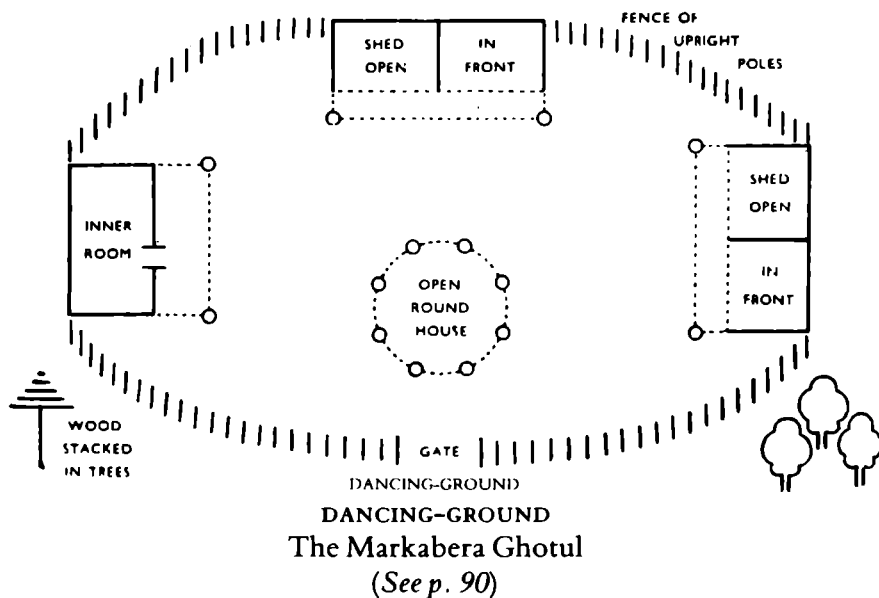 FENCE OF
UPRIGHT
POLES
SHED IN
OPEN FRONT
SHED
OPEN
IN
FRONT
INNER
ROOM
OPEN
ROUND
HOUSE
WOOD
STACKED
IN TREES
GATE
DANCING-GROUND
DANCING-GROUND
The Markabera Ghotul
(See p. 90)